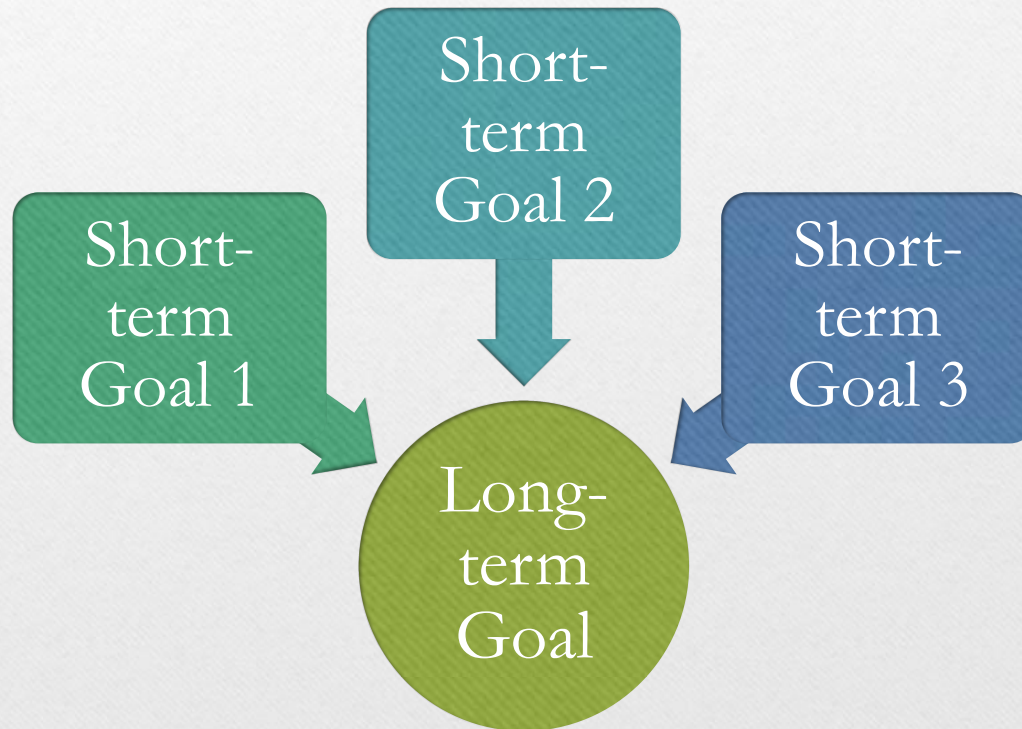 Short-
term
Goal 1
Short-
term
Goal 2
Short-
term
Goal 3
Long-
term
Goal